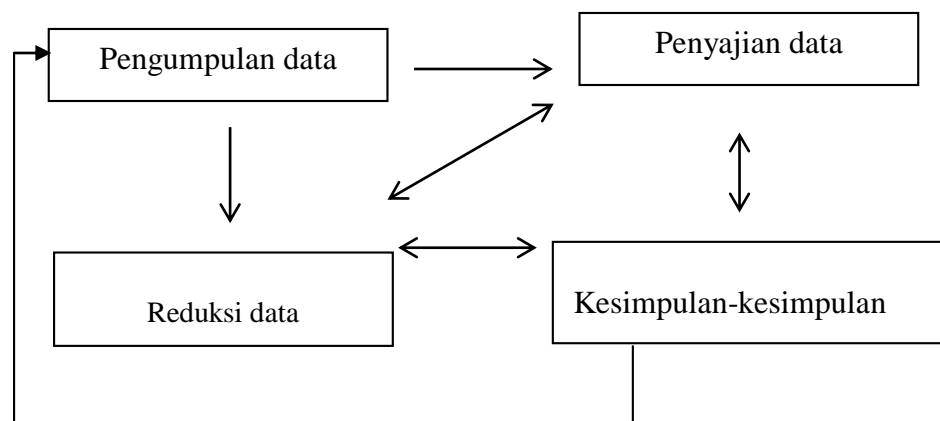 Pengumpulan data
Penyajian data
Reduksi data
Kesimpulan-kesimpulan